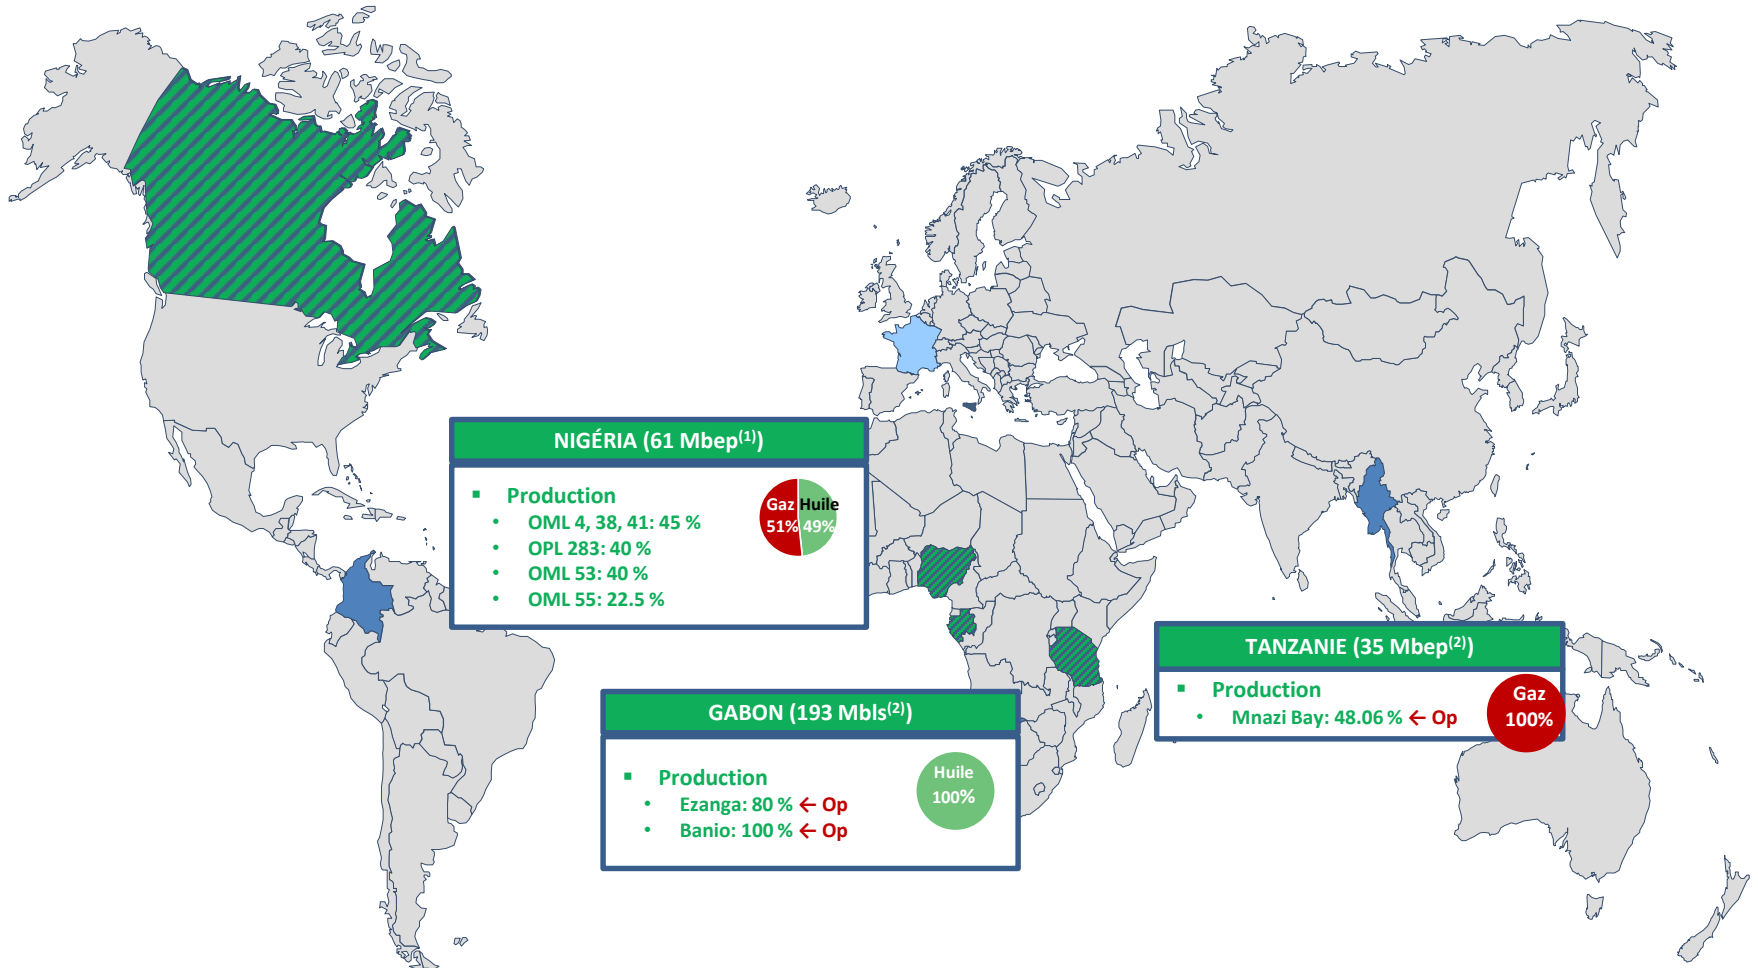 NIGÉRIA (61 Mbep(1))
▪ Production
• OML 4, 38, 41: 45 %
• OPL 283: 40 %
• OML 53: 40 %
• OML 55: 22.5 %
Gaz
51%
Huile
49%
GABON (193 Mbls(2))
▪ Production
• Ezanga: 80 % ← Op
• Banio: 100 % ← Op
Huile
100%
TANZANIE (35 Mbep(2))
▪ Production
• Mnazi Bay: 48.06 % ← Op
Gaz
100%